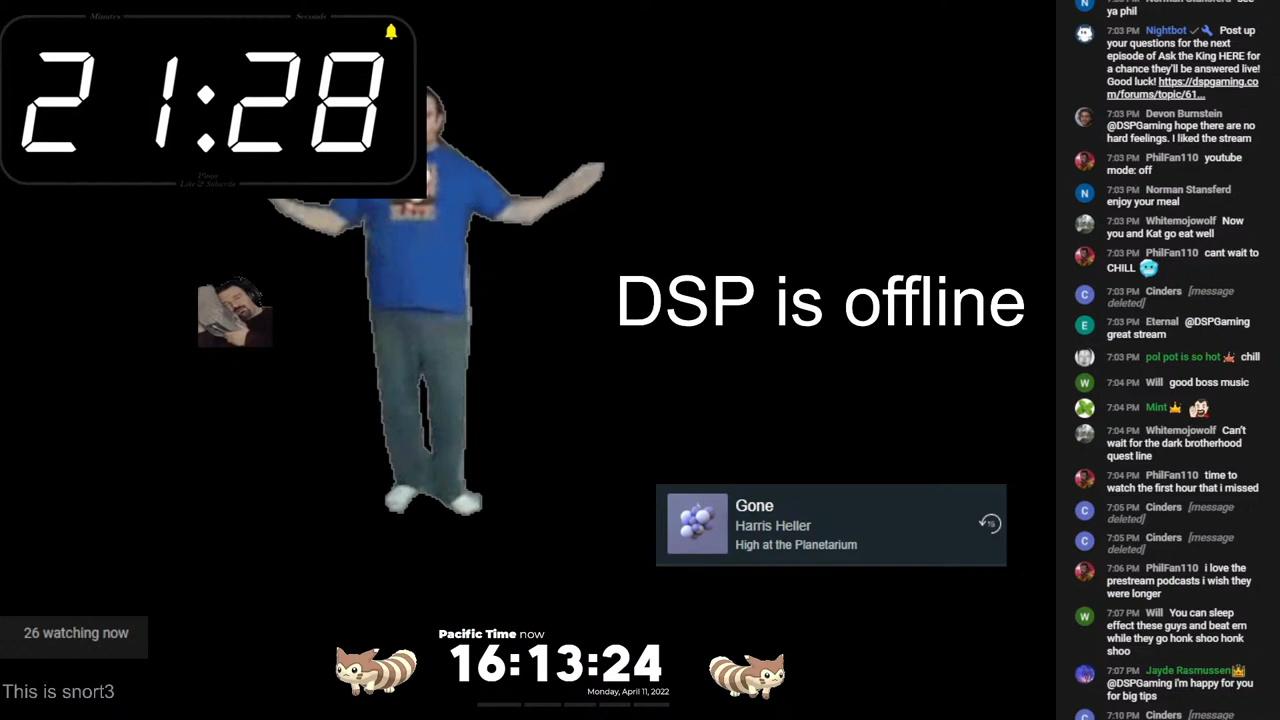 Minutes
Seconds
21:28
Please
Like & Subscribe
DSP is offline
Gone
Harris Heller
High at the Planetarium
15
26 watching now
This is snort3
Pacific Time now
16:13:24
Monday, April 11, 2022
ya phil
7:03 PM Nightbot Post up
your questions for the next
episode of Ask the King HERE for
a chance they'll be answered live!
Good luck! https://dspgaming.co
m/forums/topic/61...
7:03 PM Devon Burnstein
@DSPGaming hope there are no
hard feelings. I liked the stream
7:03 PM PhilFan110 youtube
mode: off
7:03 PM Norman Stansferd
enjoy your meal
7:03 PM Whitemojowolf Now
you and Kat go eat well
7:03 PM PhilFan110 cant wait to
CHILL
7:03 PM Cinders [message
deleted]
7:03 PM Eternal @DSPGaming
great stream
7:03 PM pol pot is so hot chill
7:04 PM Will good boss music
7:04 PM Mint
7:04 PM Whitemojowolf Can't
wait for the dark brotherhood
quest line
7:04 PM PhilFan110 time to
watch the first hour that i missed
7:05 PM Cinders [message
deleted]
7:05 PM Cinders [message
deleted]
7:06 PM PhilFan110 i love the
prestream podcasts i wish they
were longer
7:07 PM Will You can sleep
effect these guys and beat em
while they go honk shoo honk
shoo
7:07 PM Jayde Rasmussen
@DSPGaming i'm happy for you
for big tips
7:10 PM Cinders [message